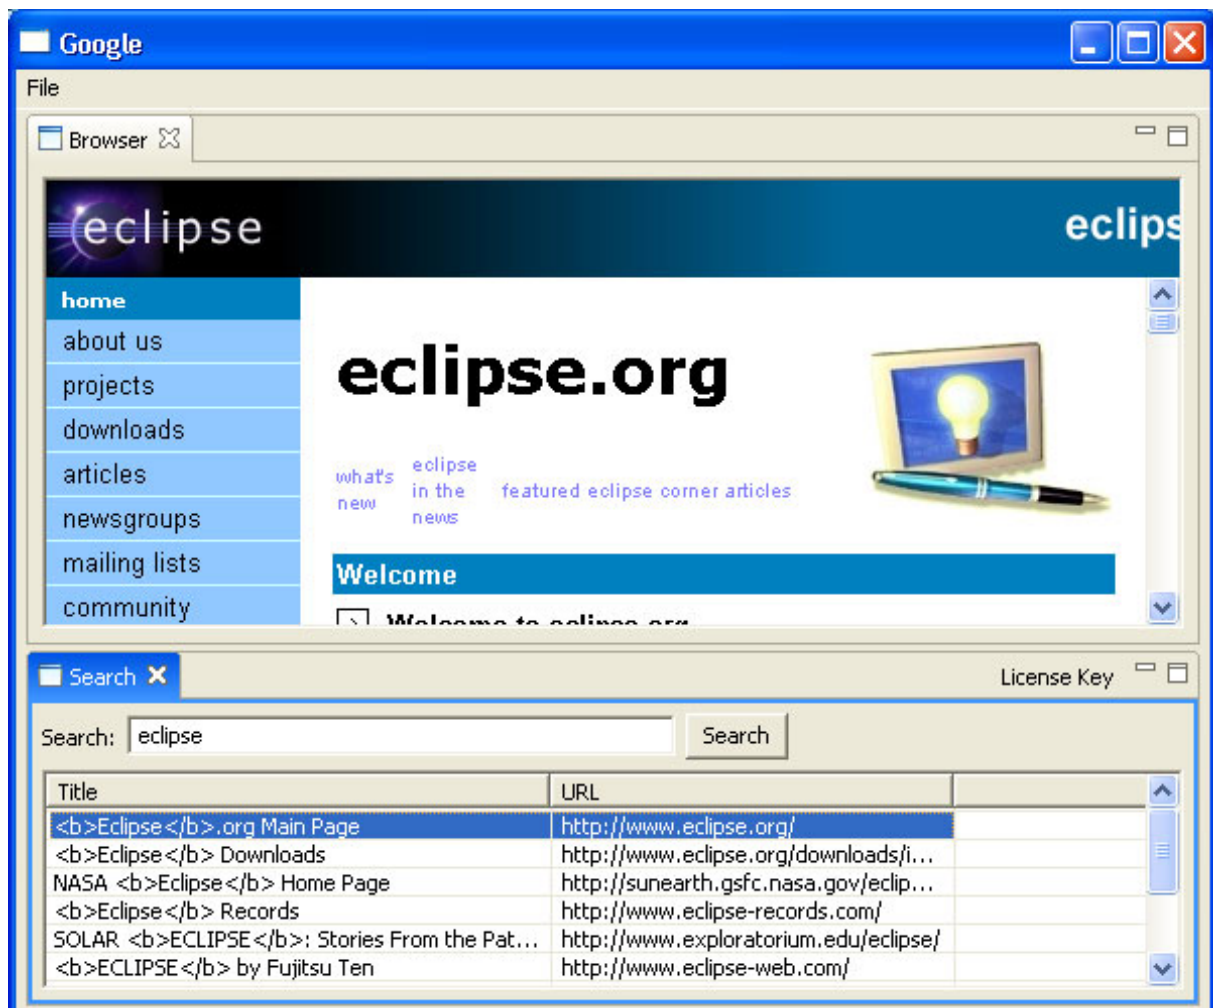 Google
File
Browser
eclipse
eclips
home
about us
projects
downloads
articles
newsgroups
mailing lists
community
eclipse.org
what's new
eclipse in the news
featured eclipse corner articles
Welcome
Welcome to eclipse.org
Search
License Key
Search: eclipse Search
Title URL
<b>Eclipse</b>.org Main Page http://www.eclipse.org/
<b>Eclipse</b> Downloads http://www.eclipse.org/downloads/i...
NASA <b>Eclipse</b> Home Page http://sunearth.gsfc.nasa.gov/eclip...
<b>Eclipse</b> Records http://www.eclipse-records.com/
SOLAR <b>ECLIPSE</b>: Stories From the Pat... http://www.exploratorium.edu/eclipse/
<b>ECLIPSE</b> by Fujitsu Ten http://www.eclipse-web.com/